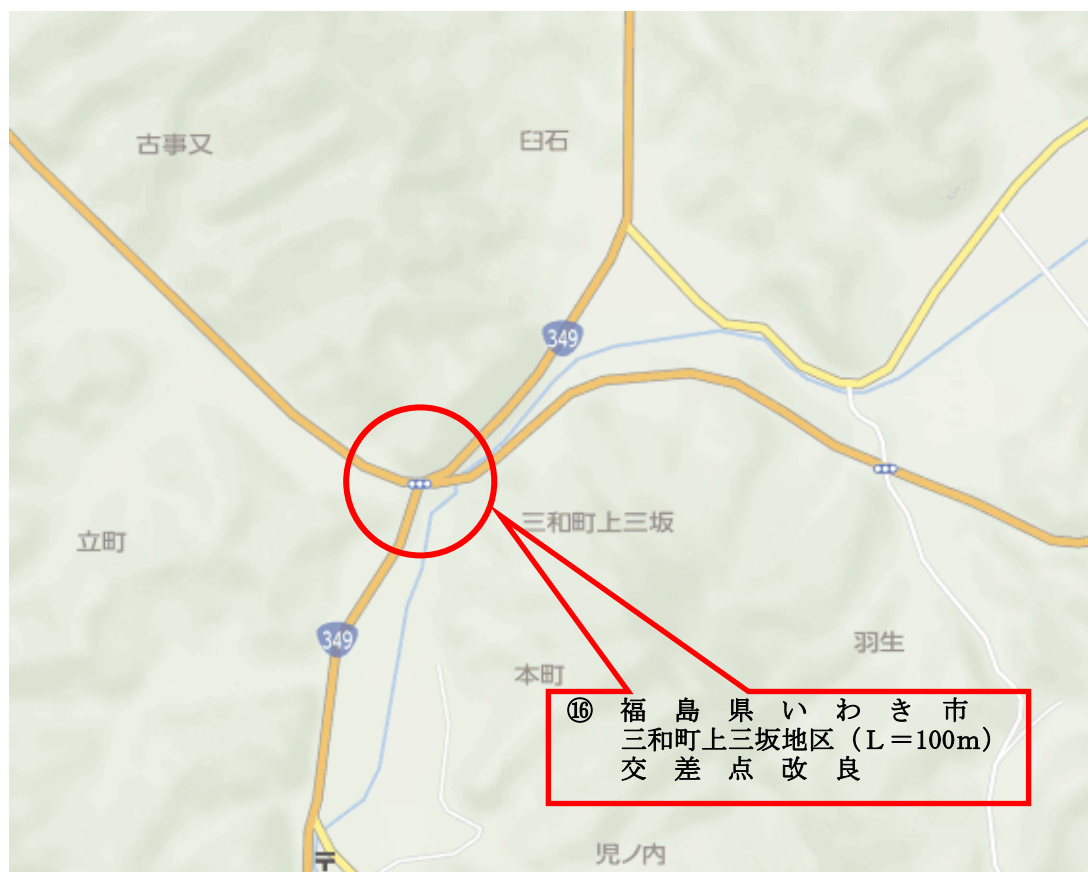 古事又
臼石
349
三和町上三坂
立町
349
羽生
本町
⑯ 福島県いわき市
三和町上三坂地区（L＝100m）
交差点改良
児ノ内
〒